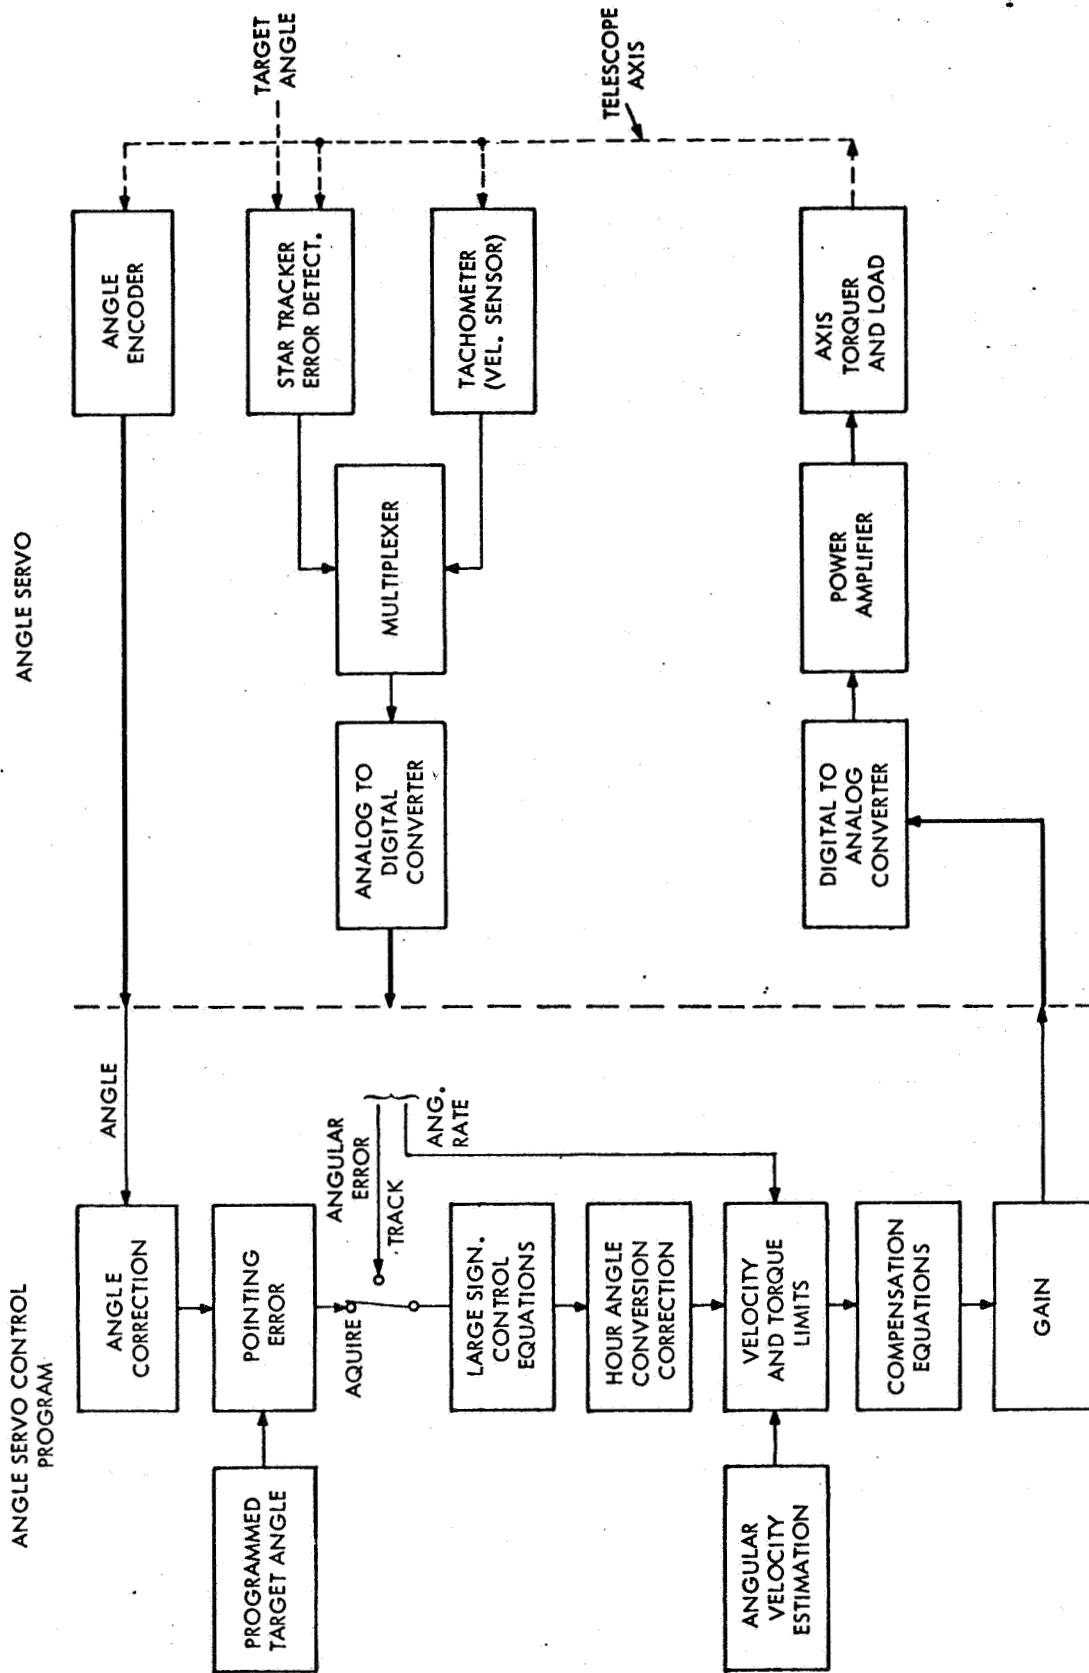 ANGLE SERVO CONTROL
PROGRAM
ANGLE SERVO
PROGRAMMED
TARGET ANGLE
ANGLE
CORRECTION
ANGLE
ANGLE
ENCODER
POINTING
ERROR
AQUIRE
TRACK
ANGULAR
ERROR
ANG.
RATE
STAR TRACKER
ERROR DETECT.
TARGET
ANGLE
ANALOG TO
DIGITAL
CONVERTER
MULTIPLEXER
TACHOMETER
(VEL. SENSOR)
LARGE SIGN.
CONTROL
EQUATIONS
HOUR ANGLE
CONVERSION
CORRECTION
TELESCOPE
AXIS
ANGULAR
VELOCITY
ESTIMATION
VELOCITY
AND TORQUE
LIMITS
COMPENSATION
EQUATIONS
GAIN
DIGITAL TO
ANALOG
CONVERTER
POWER
AMPLIFIER
AXIS
TORQUER
AND LOAD